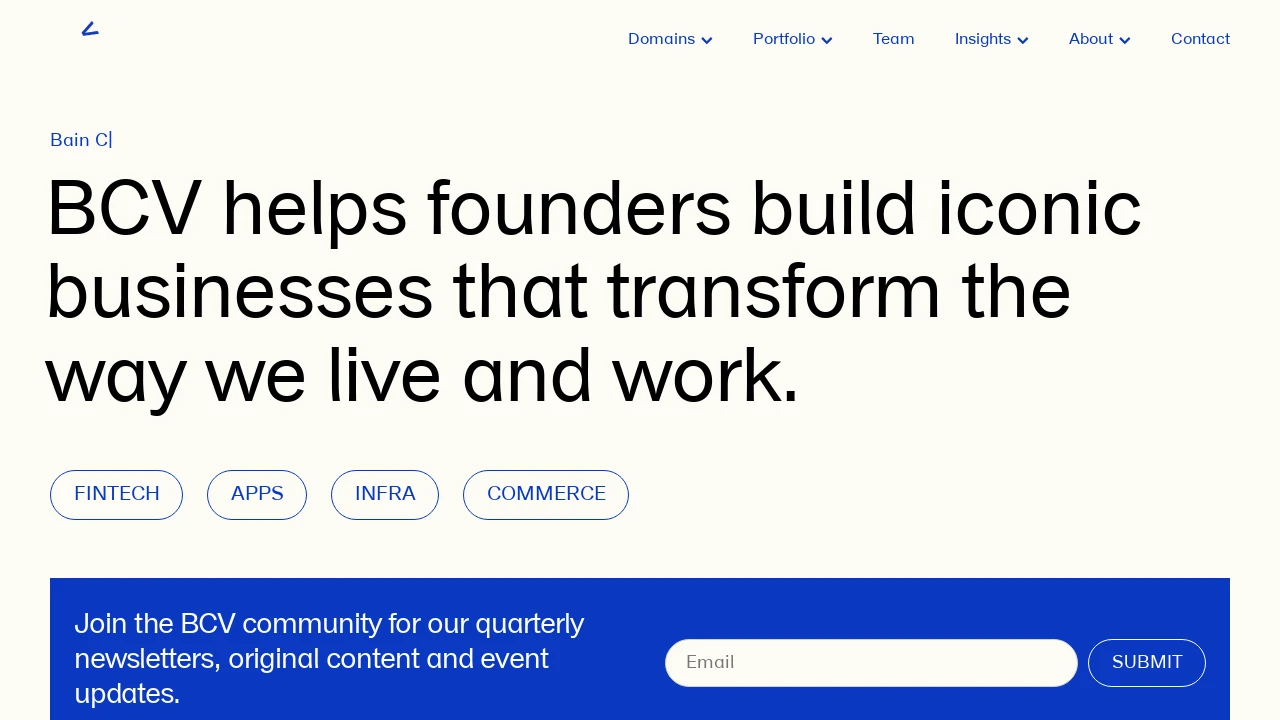 Domains
Portfolio
Team
Insights
About
Contact
Bain C
BCV helps founders build iconic
businesses that transform the
way we live and work.
FINTECH
APPS
INFRA
COMMERCE
Join the BCV community for our quarterly
newsletters, original content and event
updates.
Email
SUBMIT